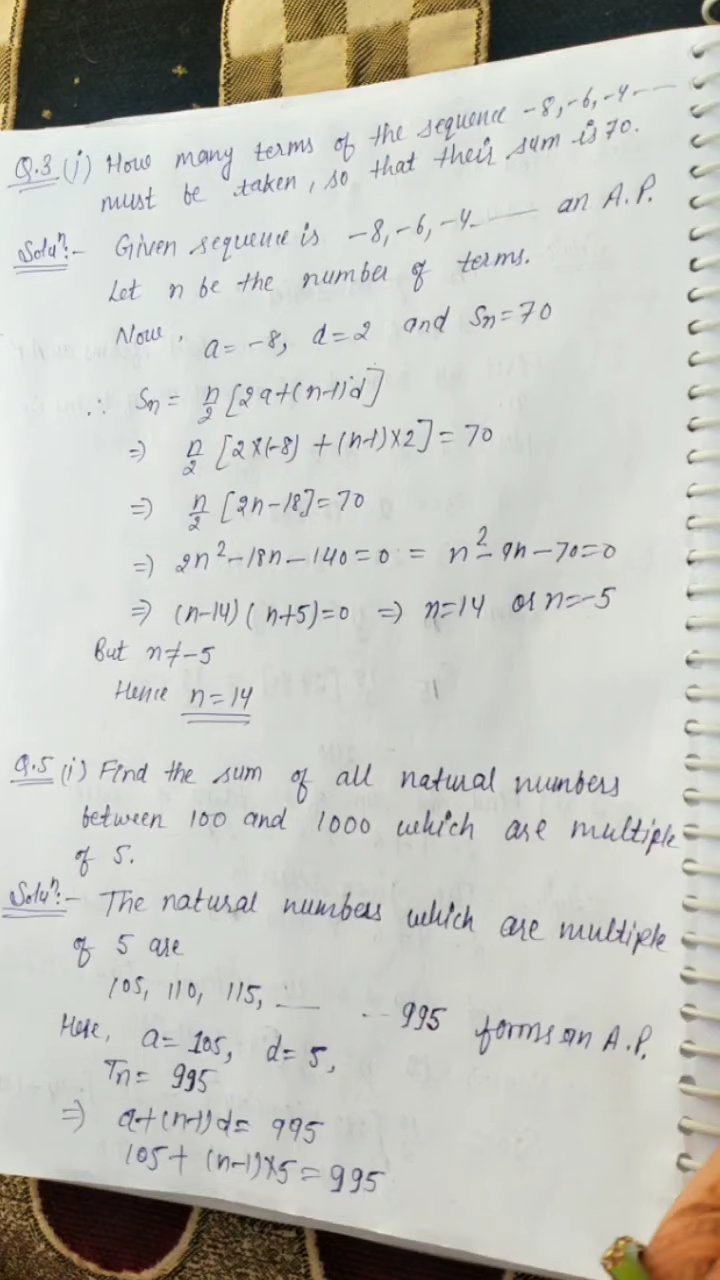 Q.3 (i) How many terms of the sequence -8, -6, -4 ---
must be taken, so that their sum is 70.
Soluⁿ:- Given sequence is -8, -6, -4 --- an A.P.
Let n be the number of terms.
Now, a = -8, d = 2 and Sn = 70
∴ Sn = n/2 [2a+(n-1)d]
⇒ n/2 [2×(-8) + (n-1)×2] = 70
⇒ n/2 [2n-18] = 70
⇒ 2n² - 18n - 140 = 0 = n² - 9n - 70 = 0
⇒ (n-14) (n+5) = 0 ⇒ n = 14 or n = -5
But n ≠ -5
Hence n = 14
Q.5 (i) Find the sum of all natural numbers
between 100 and 1000 which are multiple
of 5.
Soluⁿ:- The natural numbers which are multiple
of 5 are
105, 110, 115, --- -- 995 forms an A.P.
Here, a = 105, d = 5,
Tn = 995
⇒ a+(n-1)d = 995
105 + (n-1)×5 = 995